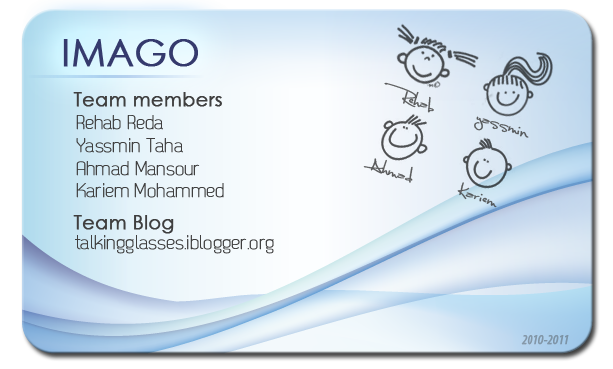 IMAGO
Team members
Rehab Reda
Yassmin Taha
Ahmad Mansour
Kariem Mohammed
Team Blog
talkingglasses.iblogger.org
Rehab
yassmin
Ahmad
Kariem
2010-2011